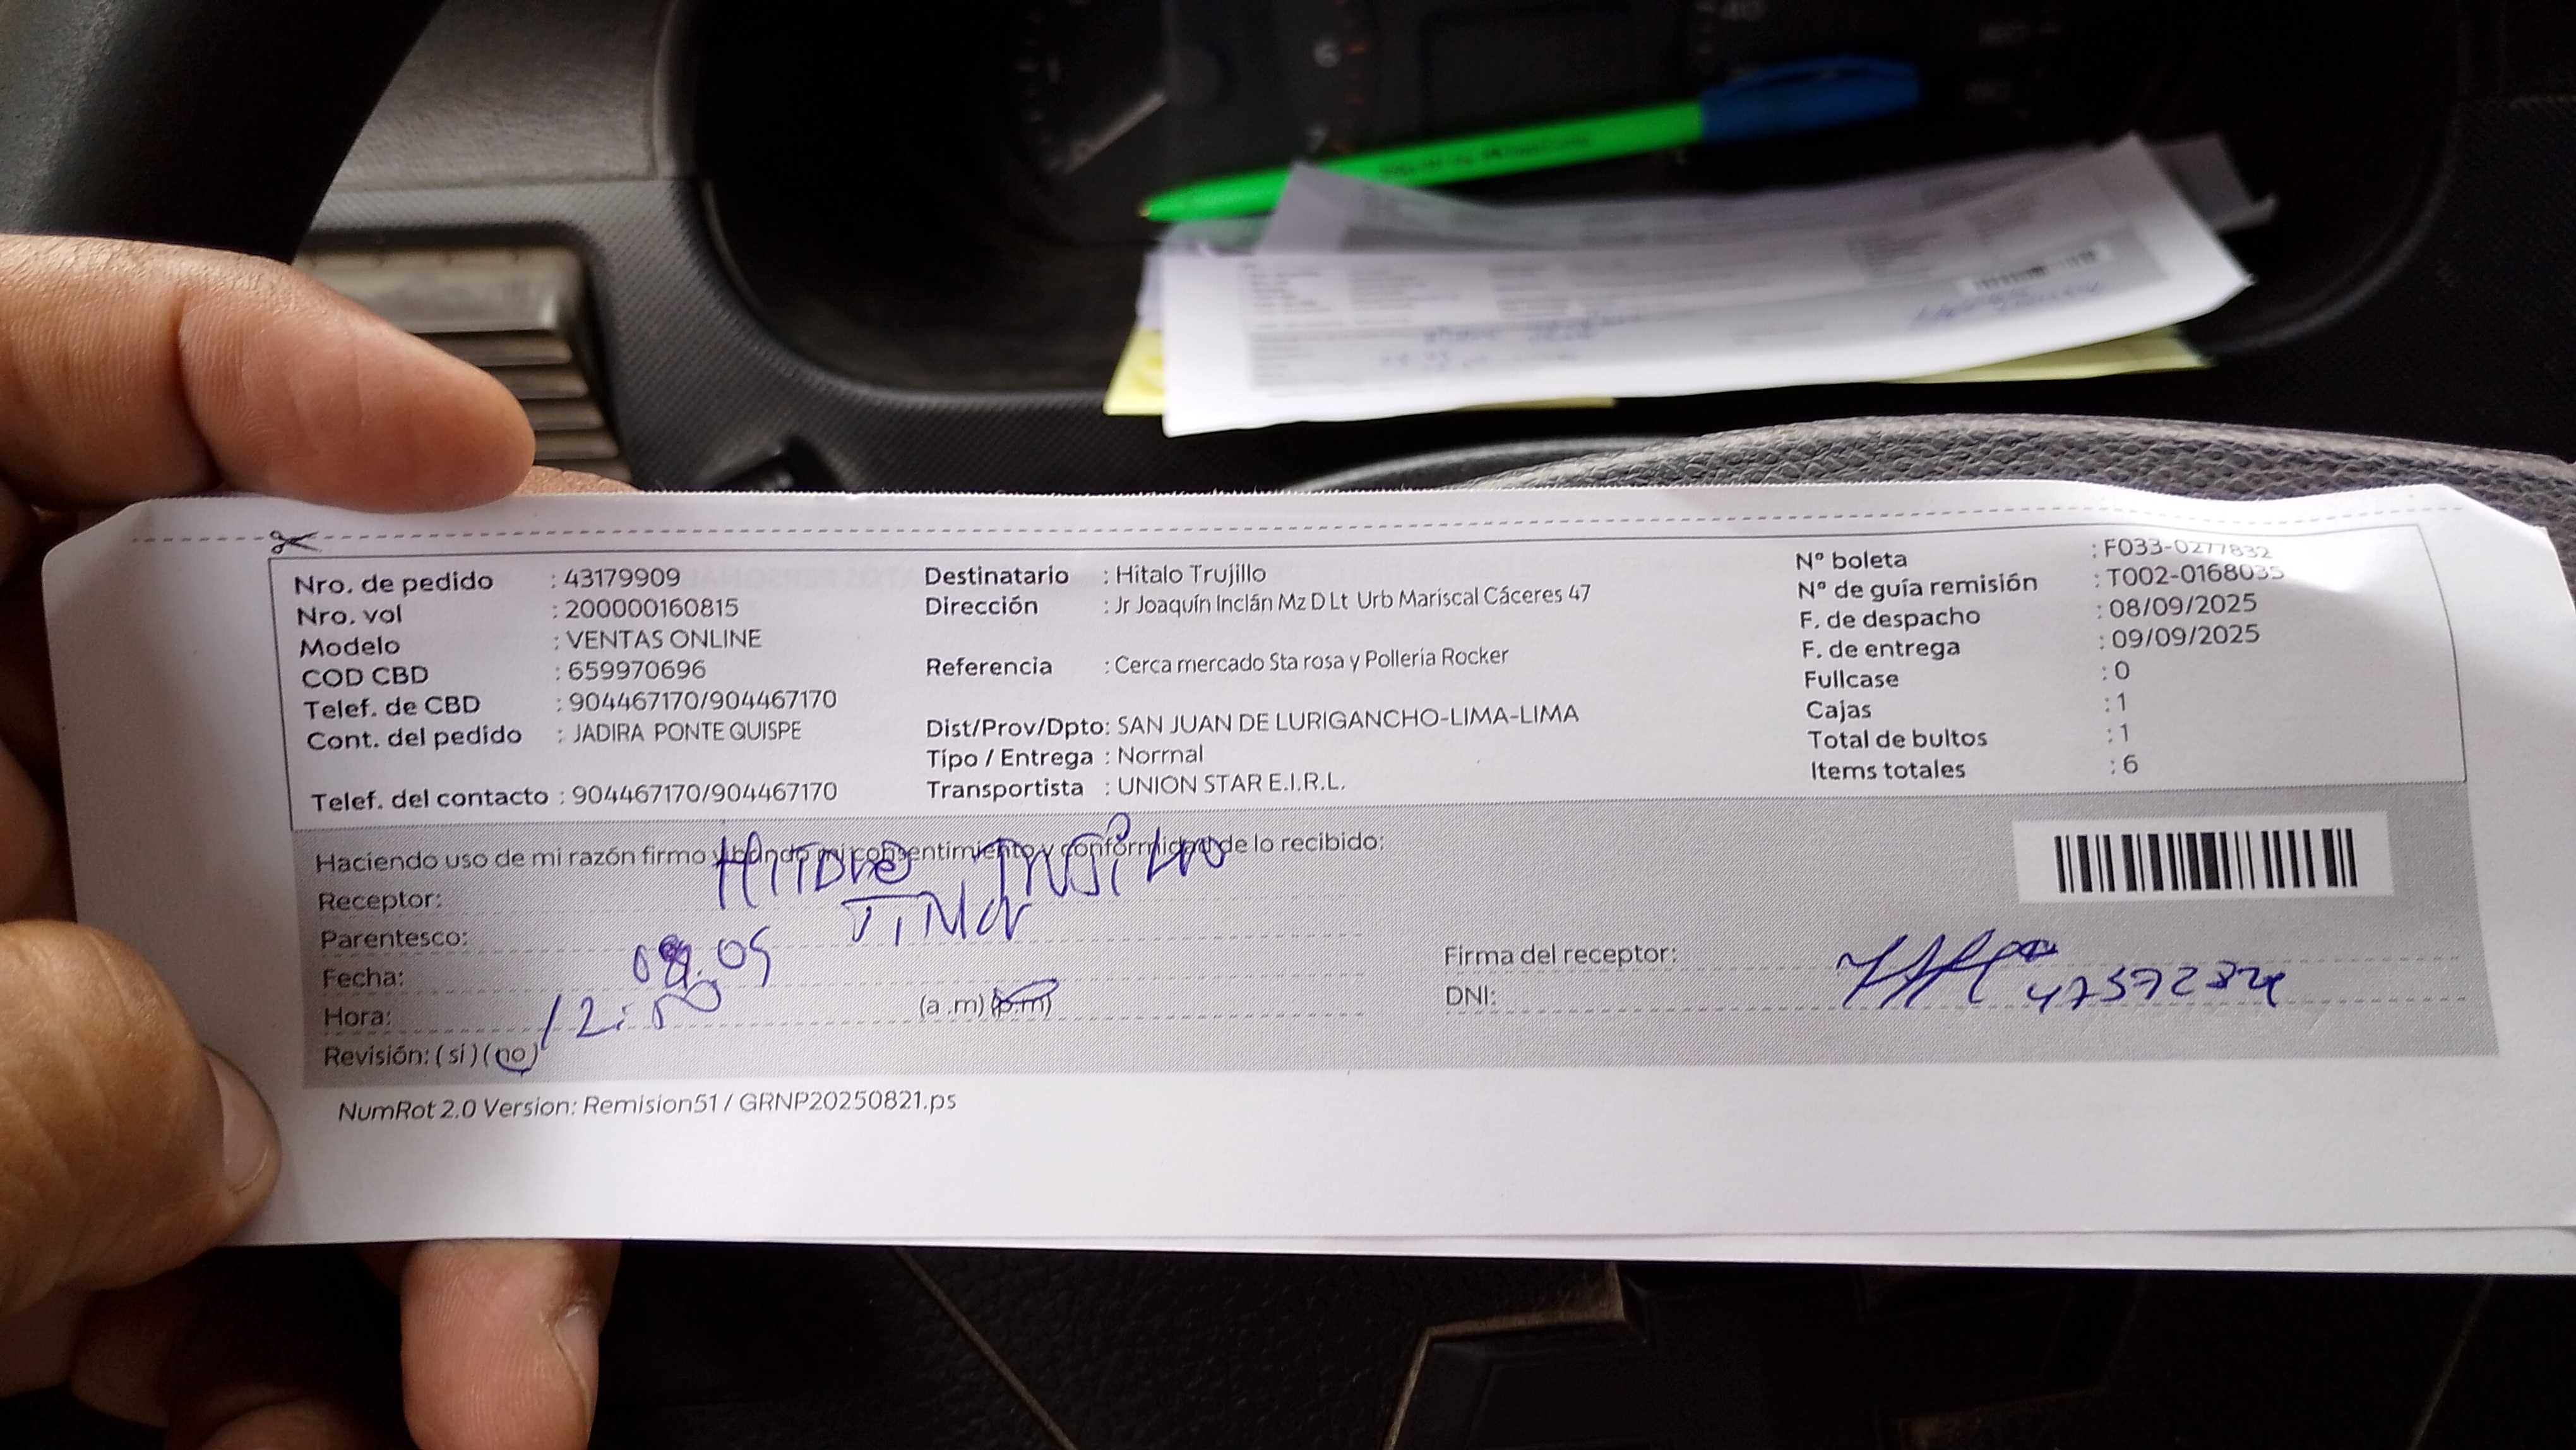 Nro. de pedido : 43179909
Nro. vol : 200000160815
Modelo : VENTAS ONLINE
COD CBD : 659970696
Telef. de CBD : 904467170/904467170
Cont. del pedido : JADIRA PONTE QUISPE
Telef. del contacto : 904467170/904467170
Destinatario : Hitalo Trujillo
Dirección : Jr Joaquín Inclán Mz D Lt Urb Mariscal Cáceres 47
Referencia : Cerca mercado Sta rosa y Polleria Rocker
Dist/Prov/Dpto: SAN JUAN DE LURIGANCHO-LIMA-LIMA
Tipo / Entrega : Normal
Transportista : UNION STAR E.I.R.L.
Nº boleta : F033-0277832
Nº de guía remisión : T002-0168035
F. de despacho : 08/09/2025
F. de entrega : 09/09/2025
Fullcase : 0
Cajas : 1
Total de bultos : 1
Items totales : 6
Haciendo uso de mi razón firmo y brindo mi consentimiento y conformidad de lo recibido:
Receptor:
Parentesco:
Fecha:
Hora: 12: (a .m) (p.m)
Revisión: (si) (no)
Firma del receptor:
DNI:
NumRot 2.0 Version: Remision51 / GRNP20250821.ps